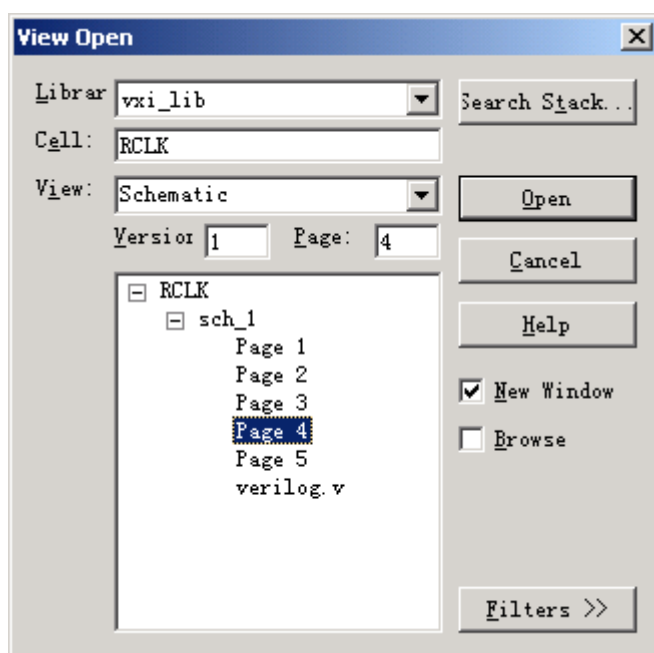 View Open
Librar vxi_lib Search Stack...
Cell: RCLK
View: Schematic Open
Version 1 Page: 4
Cancel
RCLK
sch_1 Help
Page 1
Page 2
Page 3 New Window
Page 4
Page 5 Browse
verilog.v
Filters >>